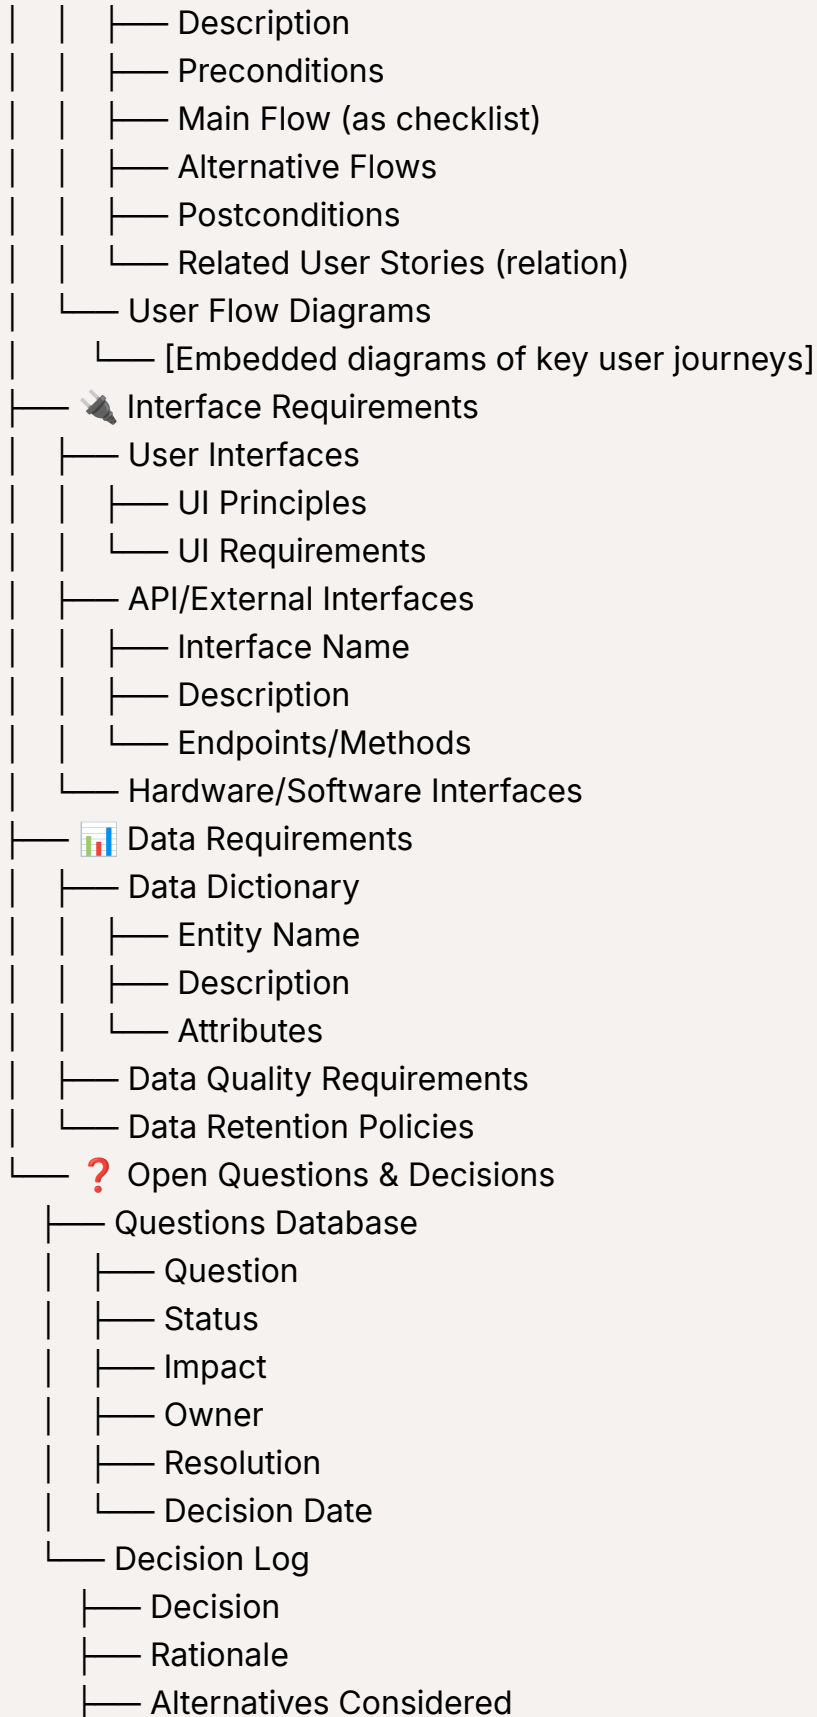 │   │   ├── Description
│   │   ├── Preconditions
│   │   ├── Main Flow (as checklist)
│   │   ├── Alternative Flows
│   │   ├── Postconditions
│   │   └── Related User Stories (relation)
│   └── User Flow Diagrams
│       └── [Embedded diagrams of key user journeys]
├── 🔌 Interface Requirements
│   ├── User Interfaces
│   │   ├── UI Principles
│   │   └── UI Requirements
│   ├── API/External Interfaces
│   │   ├── Interface Name
│   │   ├── Description
│   │   └── Endpoints/Methods
│   └── Hardware/Software Interfaces
├── 📊 Data Requirements
│   ├── Data Dictionary
│   │   ├── Entity Name
│   │   ├── Description
│   │   └── Attributes
│   ├── Data Quality Requirements
│   └── Data Retention Policies
└── ❓ Open Questions & Decisions
    ├── Questions Database
    │   ├── Question
    │   ├── Status
    │   ├── Impact
    │   ├── Owner
    │   ├── Resolution
    │   └── Decision Date
    └── Decision Log
        ├── Decision
        ├── Rationale
        ├── Alternatives Considered